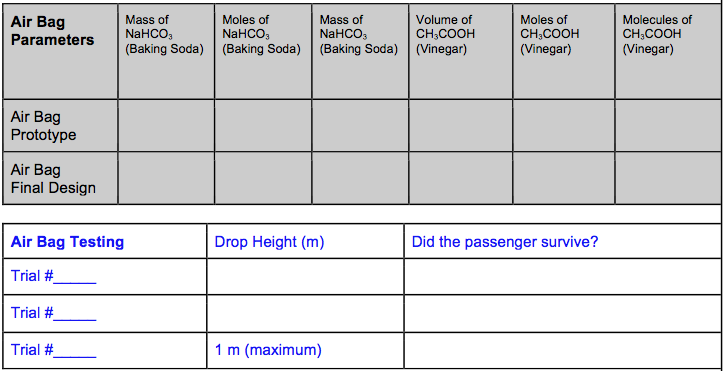 Air Bag Parameters
Mass of NaHCO₃ (Baking Soda)
Moles of NaHCO₃ (Baking Soda)
Mass of NaHCO₃ (Baking Soda)
Volume of CH₃COOH (Vinegar)
Moles of CH₃COOH (Vinegar)
Molecules of CH₃COOH (Vinegar)
Air Bag Prototype
Air Bag Final Design
Air Bag Testing
Drop Height (m)
Did the passenger survive?
Trial #_____
Trial #_____
Trial #_____
1 m (maximum)